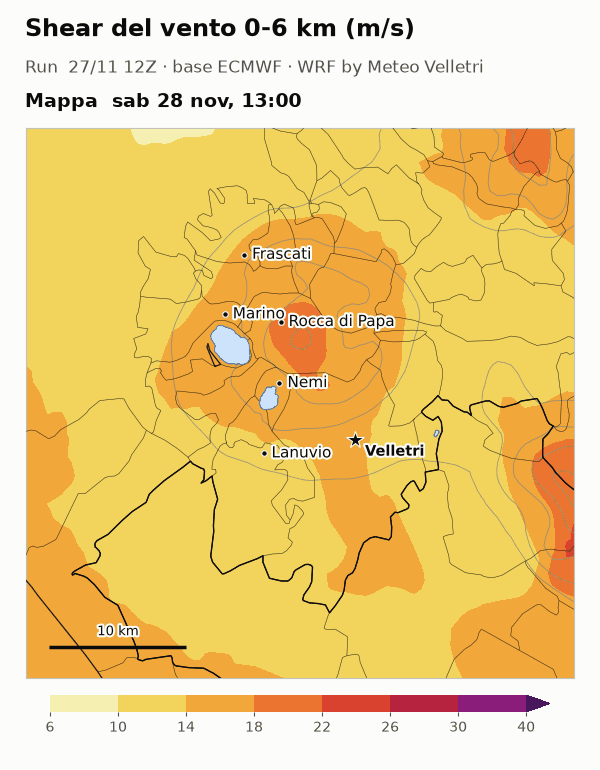 Shear del vento 0-6 km (m/s)
Run  27/11 12Z · base ECMWF · WRF by Meteo Velletri
Mappa  sab 28 nov, 13:00
Frascati
Marino
Rocca di Papa
Nemi
Velletri
Lanuvio
10 km
6 10 14 18 22 26 30 40